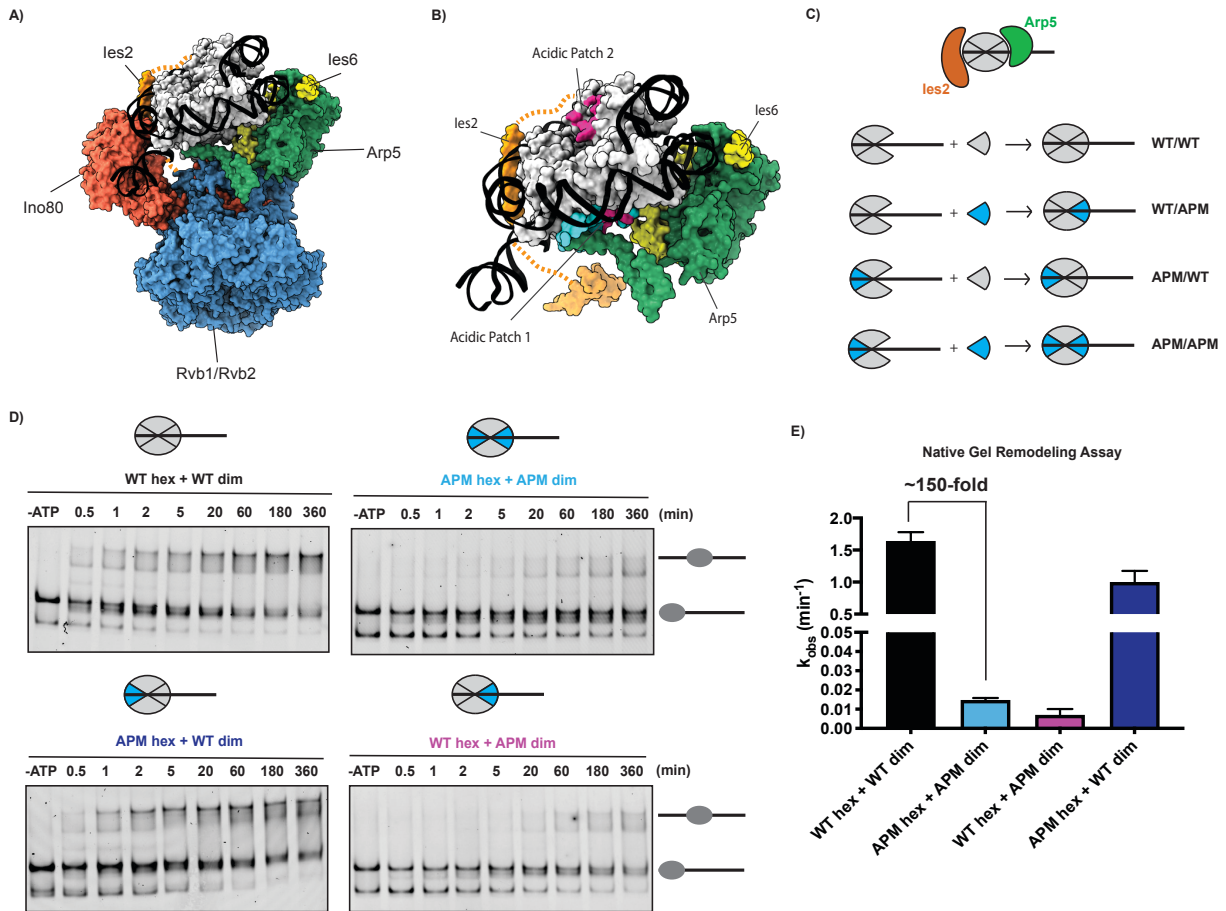 A)
Ies2
Ies6
Arp5
Ino80
Rvb1/Rvb2
B)
Acidic Patch 2
Ies2
Ies6
Acidic Patch 1
Arp5
C)
Arp5
Ies2
+ WT/WT
+ WT/APM
+ APM/WT
+ APM/APM
D)
WT hex + WT dim
-ATP 0.5 1 2 5 20 60 180 360
APM hex + APM dim
-ATP 0.5 1 2 5 20 60 180 360 (min)
APM hex + WT dim
-ATP 0.5 1 2 5 20 60 180 360
WT hex + APM dim
-ATP 0.5 1 2 5 20 60 180 360 (min)
E)
Native Gel Remodeling Assay
~150-fold
kobs (min-1)
2.0
1.5
1.0
0.5
0.05
0.04
0.03
0.02
0.01
0.00
WT hex + WT dim
APM hex + APM dim
WT hex + APM dim
APM hex + WT dim